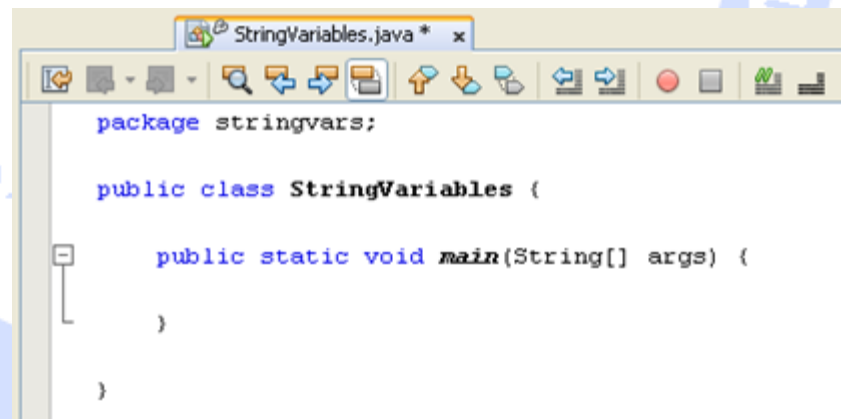 StringVariables.java *
package stringvars;
public class StringVariables {
public static void main(String[] args) {
}
}